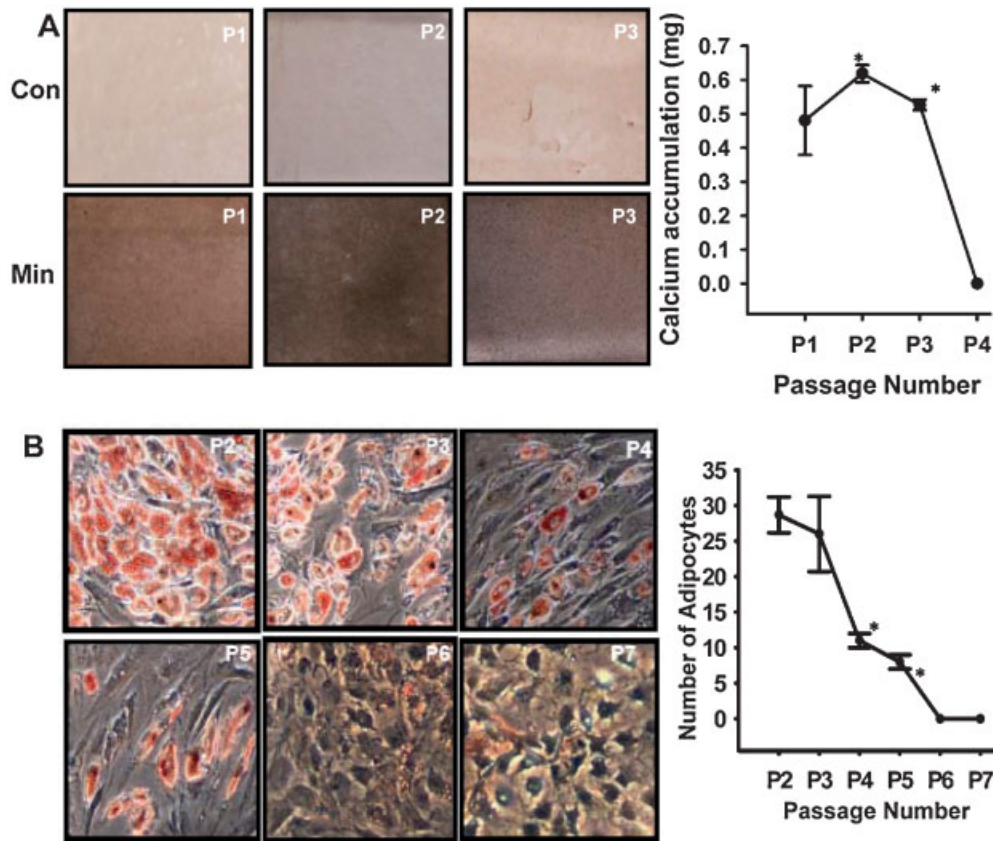 A
Con
P1
P2
P3
Min
P1
P2
P3
Calcium accumulation (mg)
0.7
0.6
0.5
0.4
0.3
0.2
0.1
0.0
*
*
P1 P2 P3 P4
Passage Number
B
P2
P3
P4
P5
P6
P7
Number of Adipocytes
35
30
25
20
15
10
5
0
*
*
P2 P3 P4 P5 P6 P7
Passage Number